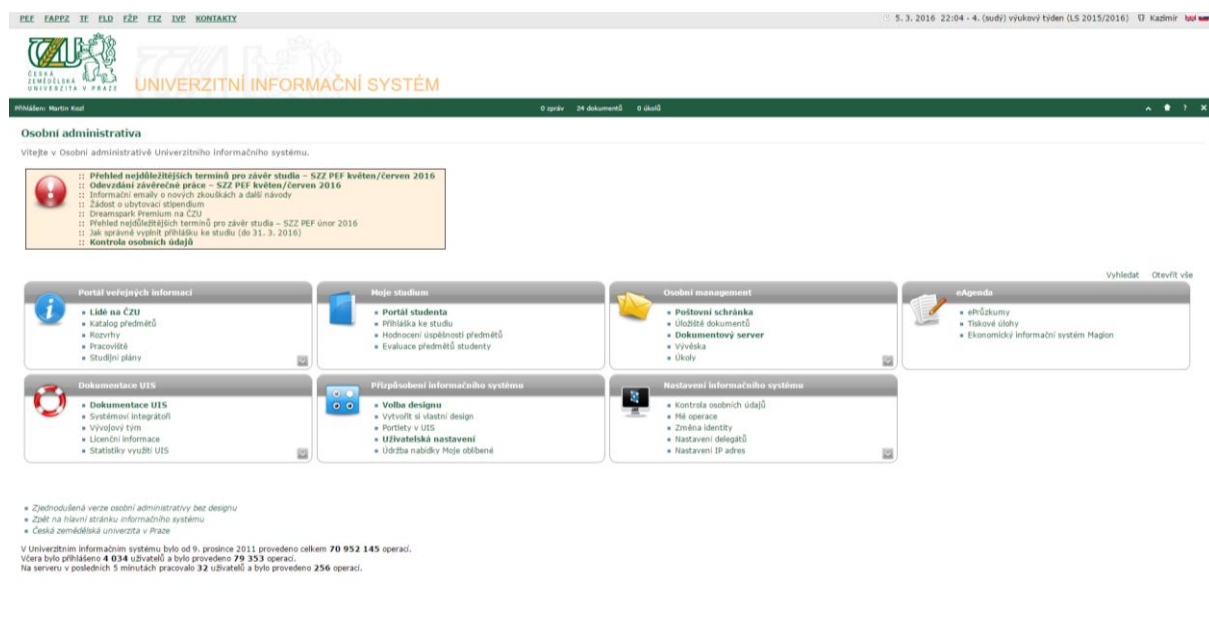 PEF FAPPZ TF FLD FŽP FTZ IVP KONTAKTY
5. 3. 2016 22:04 - 4. (sudý) výukový týden (LS 2015/2016) Kazimír
ČESKÁ
ZEMĚDĚLSKÁ
UNIVERZITA V PRAZE
UNIVERZITNÍ INFORMAČNÍ SYSTÉM
Přihlášen: Martin 0 zpráv 24 dokumentů 0 úkolů
Osobní administrativa
Vítejte v Osobní administrativě Univerzitního informačního systému.
:: Přehled nejdůležitějších termínů pro závěr studia – SZZ PEF květen/červen 2016
:: Odevzdání závěrečné práce – SZZ PEF květen/červen 2016
:: Informační emaily o nových zkouškách a další návody
:: Žádost o ubytovací stipendium
:: Dreamspark Premium na ČZU
:: Přehled nejdůležitějších termínů pro závěr studia – SZZ PEF únor 2016
:: Jak správně vyplnit přihlášku ke studiu (do 31. 3. 2016)
:: Kontrola osobních údajů
Vyhledat Otevřít vše
Portál veřejných informací
Lidé na ČZU
Katalog předmětů
Rozvrhy
Pracoviště
Studijní plány
Moje studium
Portál studenta
Přihláška ke studiu
Hodnocení úspěšnosti předmětů
Evaluace předmětů studenty
Osobní management
Poštovní schránka
Úložiště dokumentů
Dokumentový server
Vývěska
Úkoly
eAgenda
ePrůzkumy
Tiskové úlohy
Ekonomický informační systém Magion
Dokumentace UIS
Dokumentace UIS
Systémoví integrátoři
Vývojový tým
Licenční informace
Statistiky využití UIS
Přizpůsobení informačního systému
Volba designu
Vytvořit si vlastní design
Portlety v UIS
Uživatelská nastavení
Údržba nabídky Moje oblíbené
Nastavení informačního systému
Kontrola osobních údajů
Mé operace
Změna identity
Nastavení delegátů
Nastavení IP adres
Zjednodušená verze osobní administrativy bez designu
Zpět na hlavní stránku informačního systému
Česká zemědělská univerzita v Praze
V Univerzitním informačním systému bylo od 9. prosince 2011 provedeno celkem 70 952 145 operací.
Včera bylo přihlášeno 4 034 uživatelů a bylo provedeno 79 353 operací.
Na serveru v posledních 5 minutách pracovalo 32 uživatelů a bylo provedeno 256 operací.